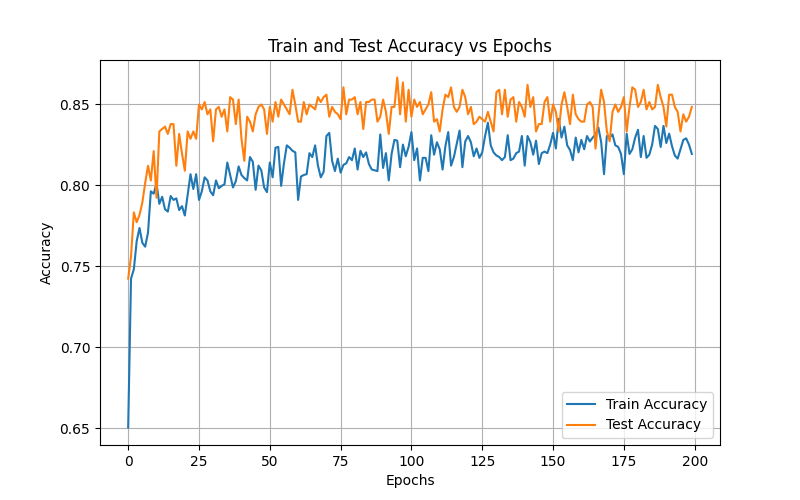 Train and Test Accuracy vs Epochs
Accuracy
0.85
0.80
0.75
0.70
0.65
Train Accuracy
Test Accuracy
0 25 50 75 100 125 150 175 200
Epochs